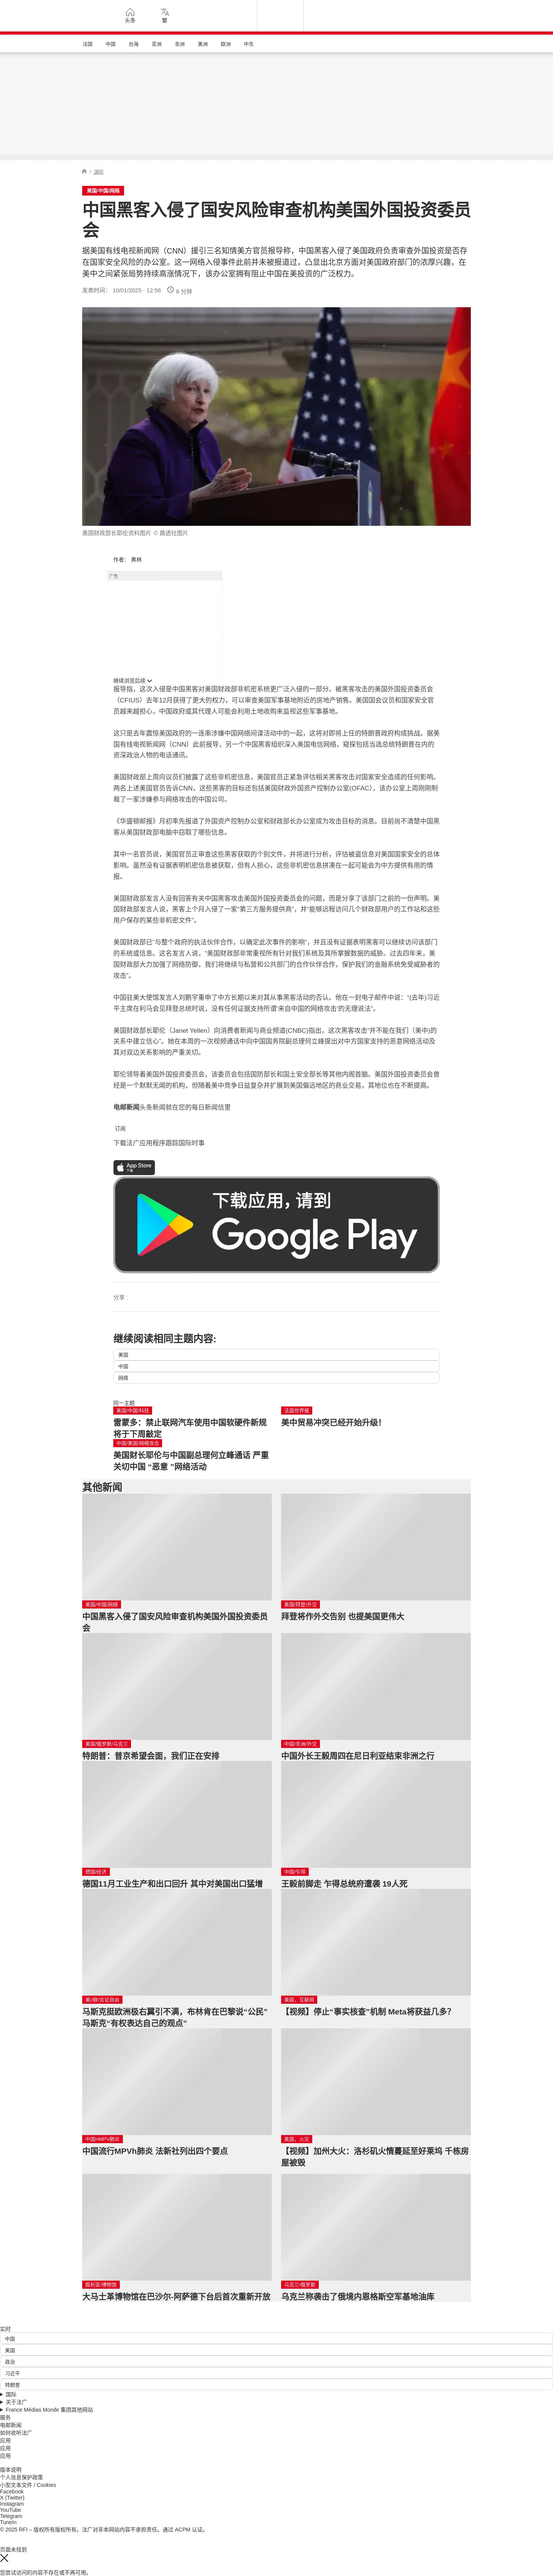 头条
繁
法国
中国
台海
亚洲
非洲
美洲
欧洲
中东
/ 国际
美国/中国/网络
中国黑客入侵了国安风险审查机构美国外国投资委员
会
据美国有线电视新闻网（CNN）援引三名知情美方官员报导称，中国黑客入侵了美国政府负责审查外国投资是否存
在国家安全风险的办公室。这一网络入侵事件此前并未被报道过，凸显出北京方面对美国政府部门的浓厚兴趣，在
美中之间紧张局势持续高涨情况下，该办公室拥有阻止中国在美投资的广泛权力。
发表时间： 10/01/2025 - 12:56
8 分钟
美国财政部长耶伦资料图片 © 路透社图片
作者： 弗林
广告
继续浏览后续
报导指，这次入侵是中国黑客对美国财政部非机密系统更广泛入侵的一部分。被黑客攻击的美国外国投资委员会
（CFIUS）去年12月获得了更大的权力，可以审查美国军事基地附近的房地产销售。美国国会议员和国家安全官
员越来越担心，中国政府或其代理人可能会利用土地收购来监视这些军事基地。
这只是去年震惊美国政府的一连串涉嫌中国网络间谍活动中的一起，这将对即将上任的特朗普政府构成挑战。据美
国有线电视新闻网（CNN）此前报导，另一个中国黑客组织深入美国电信网络，窥探包括当选总统特朗普在内的
资深政治人物的电话通讯。
美国财政部上周向议员们披露了这些非机密信息，美国官员正紧急评估相关黑客攻击对国家安全造成的任何影响。
两名上述美国官员告诉CNN，这些黑客的目标还包括美国财政外国资产控制办公室(OFAC），该办公室上周刚刚制
裁了一家涉嫌参与网络攻击的中国公司。
《华盛顿邮报》月初率先报道了外国资产控制办公室和财政部长办公室成为攻击目标的消息。目前尚不清楚中国黑
客从美国财政部电脑中窃取了哪些信息。
其中一名官员说，美国官员正审查这些黑客获取的个别文件，并将进行分析，评估被盗信息对美国国家安全的总体
影响。虽然没有证据表明机密信息被获取，但有人担心，这些非机密信息拼凑在一起可能会为中方提供有用的情
报。
美国财政部发言人没有回答有关中国黑客攻击美国外国投资委员会的问题，而是分享了该部门之前的一份声明。美
国财政部发言人说，黑客上个月入侵了一家“第三方服务提供商”，并“能够远程访问几个财政部用户的工作站和这些
用户保存的某些非机密文件”。
美国财政部已“与整个政府的执法伙伴合作，以确定此次事件的影响”，并且没有证据表明黑客可以继续访问该部门
的系统或信息。这名发言人说，“美国财政部非常重视所有针对我们系统及其所掌握数据的威胁。过去四年来，美
国财政部大力加强了网络防御，我们将继续与私营和公共部门的合作伙伴合作，保护我们的金融系统免受威胁者的
攻击”。
中国驻美大使馆发言人刘鹏宇重申了中方长期以来对其从事黑客活动的否认。他在一封电子邮件中说：“(去年)习近
平主席在利马会见拜登总统时说，没有任何证据支持所谓‘来自中国的网络攻击’的无理说法”。
美国财政部长耶伦（Janet Yellen）向消费者新闻与商业频道(CNBC)指出，这次黑客攻击“并不能在我们（美中)的
关系中建立信心”。她在本周的一次视频通话中向中国国务院副总理何立峰提出对中方国家支持的恶意网络活动及
其对双边关系影响的严重关切。
耶伦领导着美国外国投资委员会，该委员会包括国防部长和国土安全部长等其他内阁首脑。美国外国投资委员会曾
经是一个默默无闻的机构，但随着美中竞争日益复杂并扩展到美国偏远地区的商业交易，其地位也在不断提高。
电邮新闻头条新闻就在您的每日新闻信里
订阅
下载法广应用程序跟踪国际时事
App Store
下载
下载应用，请到
Google Play
分享 :
继续阅读相同主题内容:
美国
中国
网络
同一主题
美国/中国/科技
雷蒙多：禁止联网汽车使用中国软硬件新规
将于下周敲定
法国世界报
美中贸易冲突已经开始升级！
中国/美国/网络攻击
美国财长耶伦与中国副总理何立峰通话 严重
关切中国 “恶意 ”网络活动
其他新闻
美国/中国/网络
中国黑客入侵了国安风险审查机构美国外国投资委员
会
美国/拜登/外交
拜登将作外交告别 也提美国更伟大
美国/俄罗斯/乌克兰
特朗普：普京希望会面，我们正在安排
中国/非洲/外交
中国外长王毅周四在尼日利亚结束非洲之行
德国/经济
德国11月工业生产和出口回升 其中对美国出口猛增
中国/乍得
王毅前脚走 乍得总统府遭袭 19人死
美//欧/言论自由
马斯克挺欧洲极右翼引不满，布林肯在巴黎说“公民”
马斯克“有权表达自己的观点”
美国、互联网
【视频】停止“事实核查”机制 Meta将获益几多?
中国HMPV肺炎
中国流行MPVh肺炎 法新社列出四个要点
美国、火灾
【视频】加州大火：洛杉矶火情蔓延至好莱坞 千栋房
屋被毁
叙利亚/博物馆
大马士革博物馆在巴沙尔-阿萨德下台后首次重新开放
乌克兰/俄罗斯
乌克兰称袭击了俄境内恩格斯空军基地油库
实时
中国
美国
政治
习近平
特朗普
国际
关于法广
France Médias Monde 集团其他网站
服务
电邮新闻
如何收听法广
应用
应用
应用
版本说明
个人信息保护政策
小型文本文件 / Cookies
Facebook
X (Twitter)
Instagram
YouTube
Telegram
TuneIn
© 2025 RFI – 版权所有版权所有。法广对非本网站内容不承担责任。通过 ACPM 认证。
页面未找到
您尝试访问的内容不存在或不再可用。